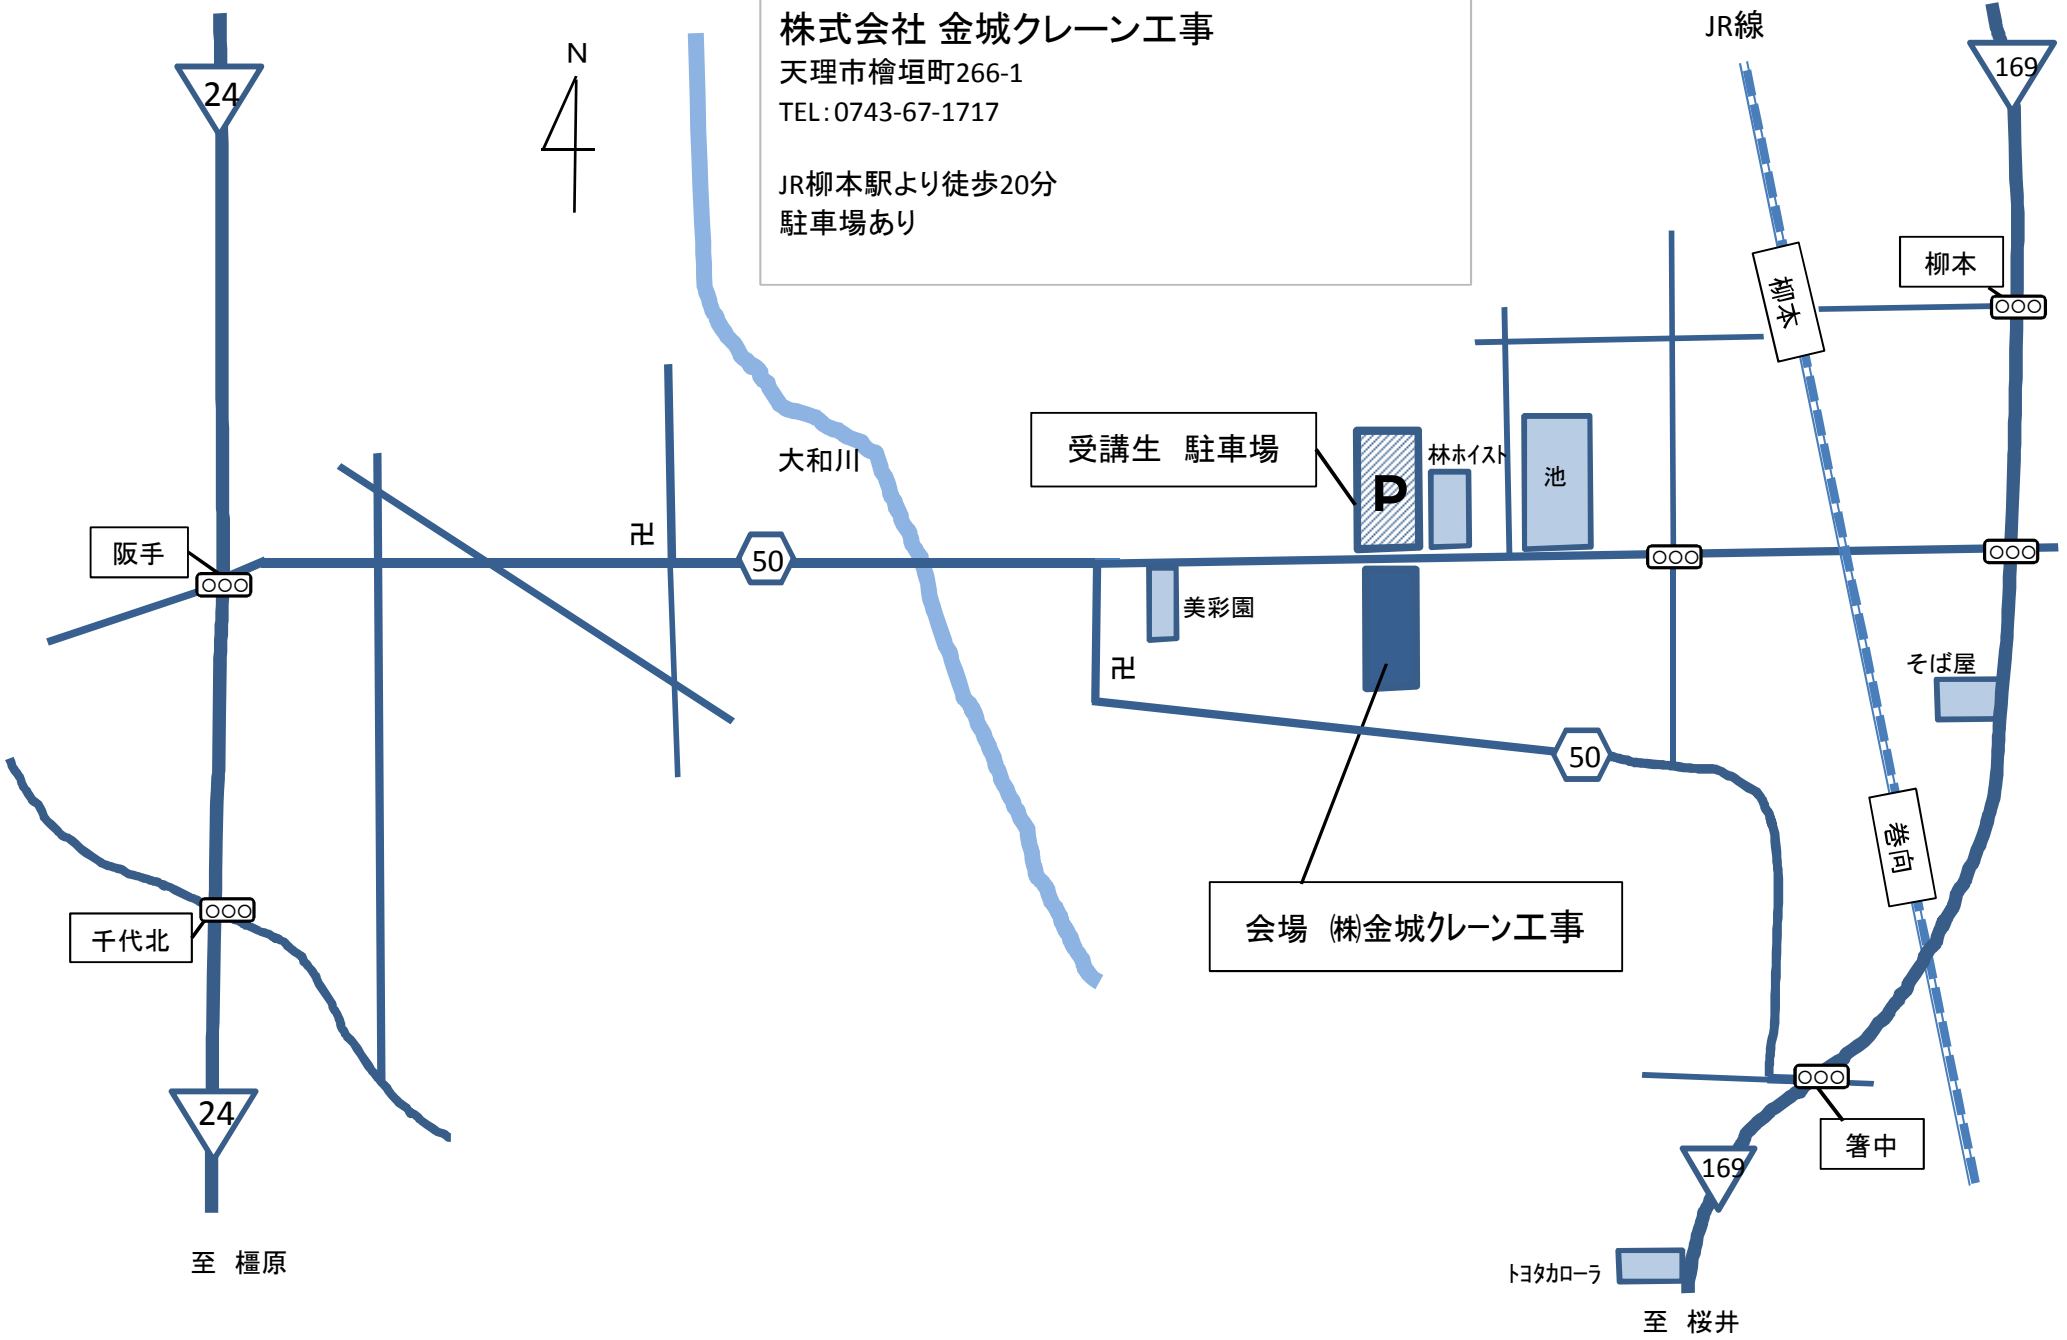 株式会社 金城クレーン工事
天理市檜垣町266-1
TEL:0743-67-1717
JR柳本駅より徒歩20分
駐車場あり
JR線
N
24
169
柳本
柳本
大和川
受講生 駐車場
P
林ホイスト
池
卍
阪手
50
美彩園
卍
そば屋
50
巻向
会場 ㈱金城クレーン工事
千代北
24
箸中
169
至 橿原
トヨタカローラ
至 桜井